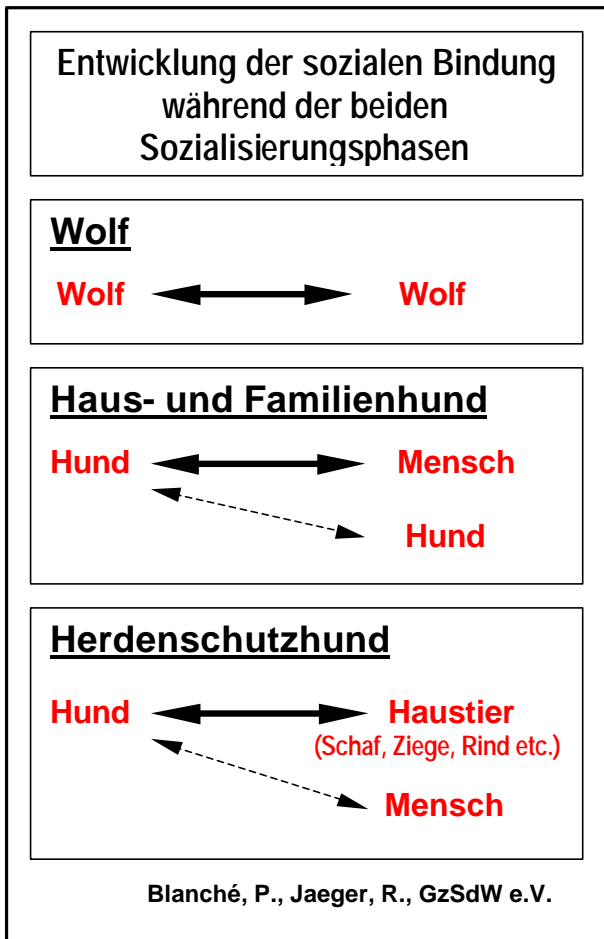 Entwicklung der sozialen Bindung
während der beiden
Sozialisierungsphasen
Wolf
Wolf Wolf
Haus- und Familienhund
Hund Mensch
Hund
Herdenschutzhund
Hund Haustier
(Schaf, Ziege, Rind etc.)
Mensch
Blanché, P., Jaeger, R., GzSdW e.V.